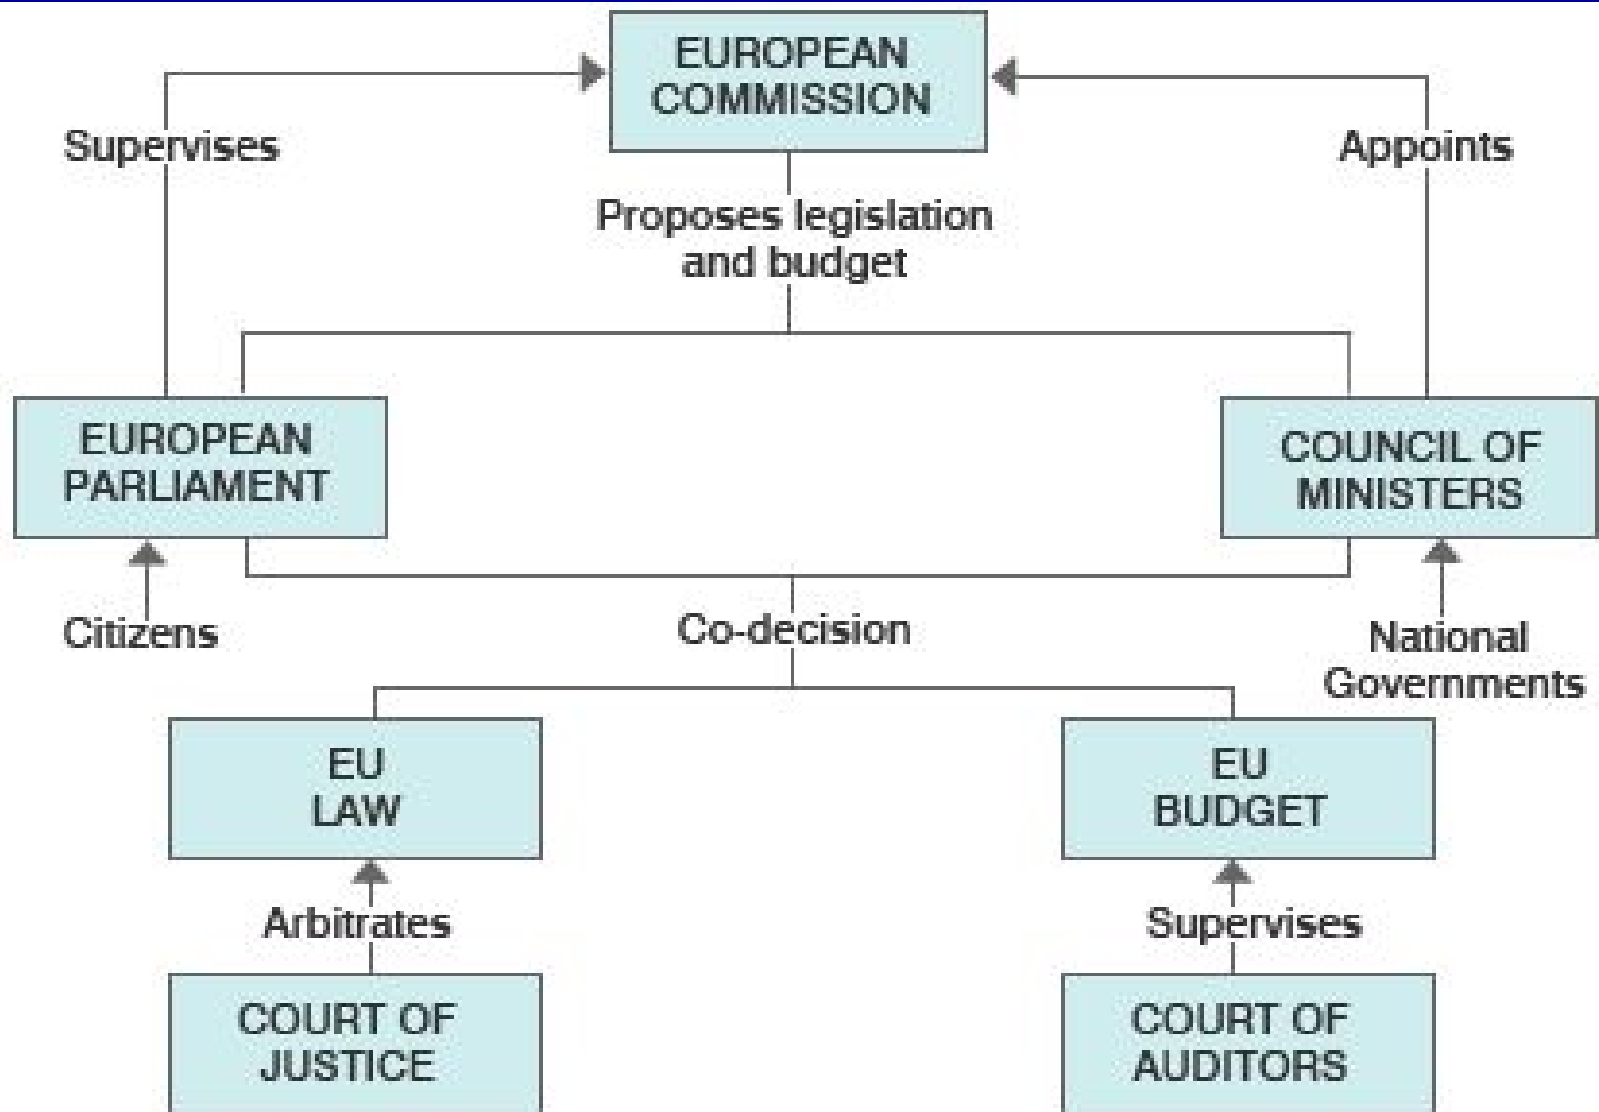 EUROPEAN
COMMISSION
Supervises
Appoints
Proposes legislation
and budget
EUROPEAN
PARLIAMENT
COUNCIL OF
MINISTERS
Citizens
Co-decision
National
Governments
EU
LAW
EU
BUDGET
Arbitrates
Supervises
COURT OF
JUSTICE
COURT OF
AUDITORS